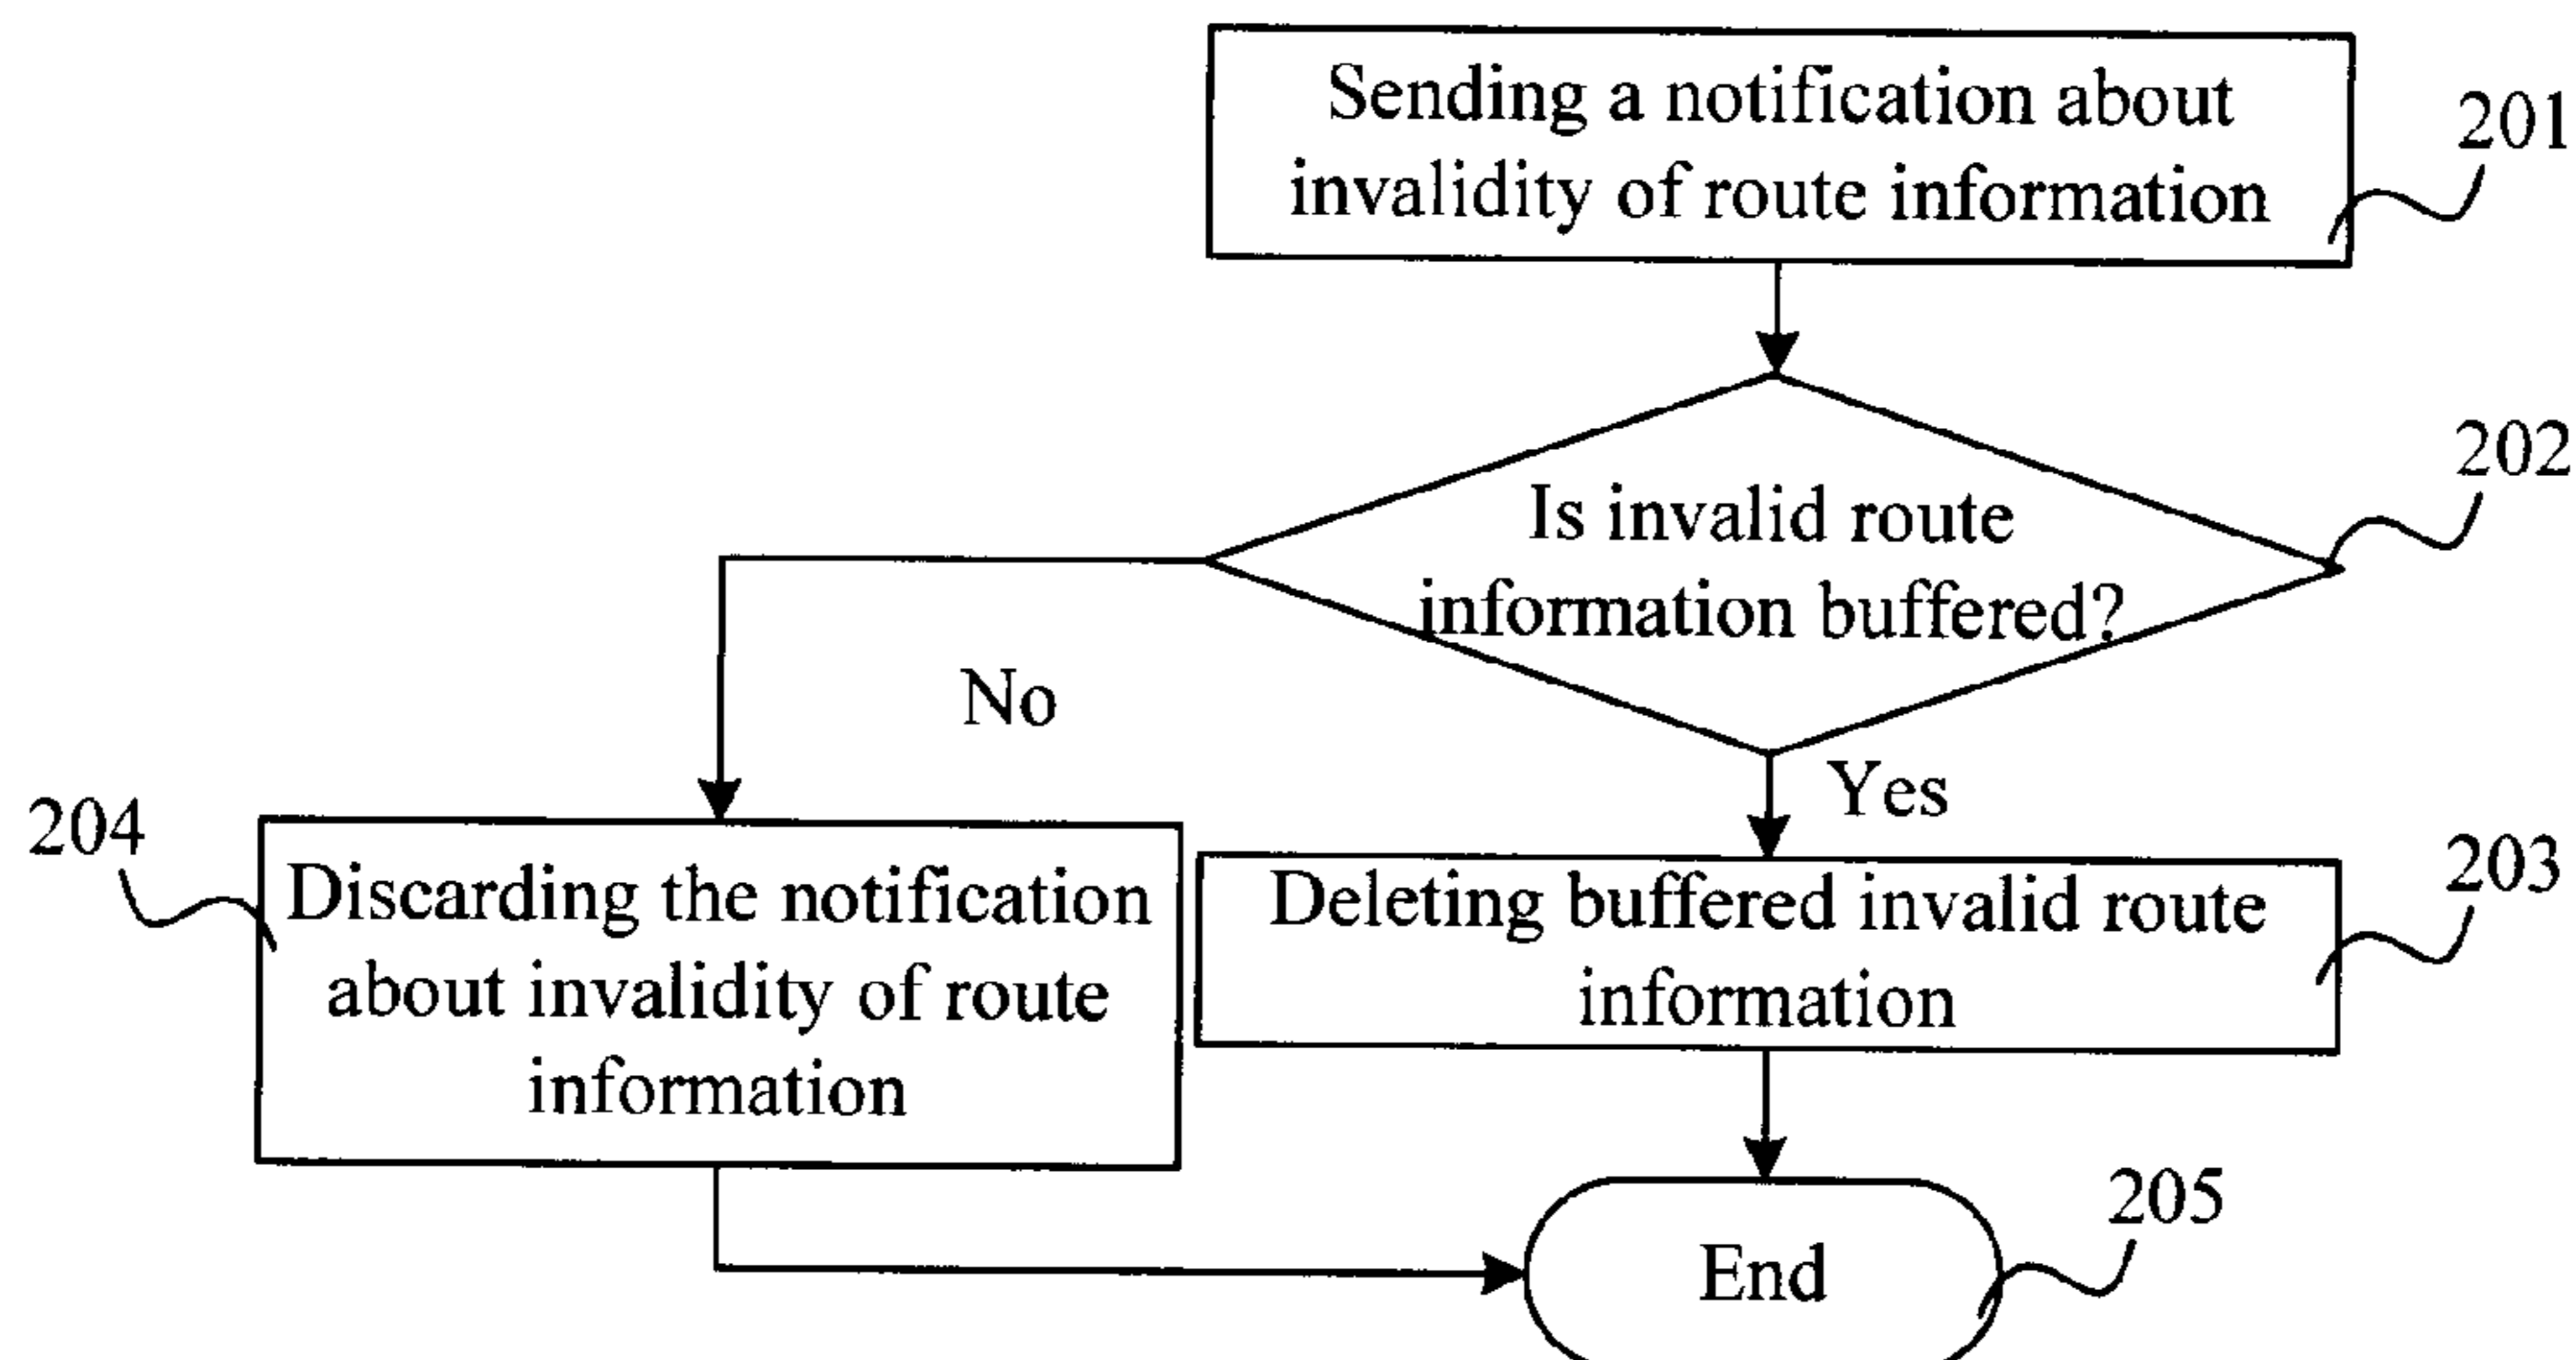 Sending a notification about
invalidity of route information
201
Is invalid route
information buffered?
202
No
Yes
204
Discarding the notification
about invalidity of route
information
Deleting buffered invalid route
information
203
End
205